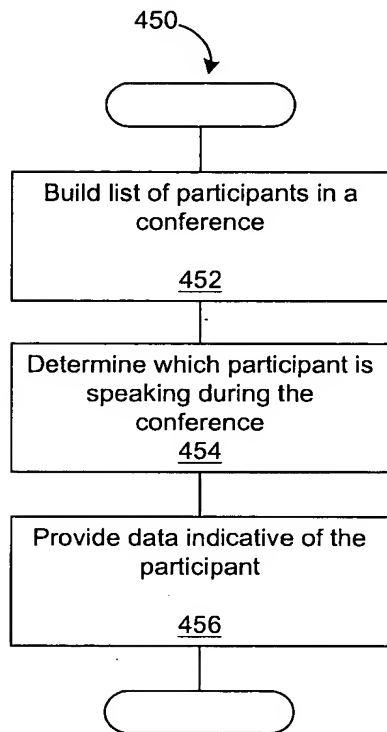 450
Build list of participants in a
conference
452
Determine which participant is
speaking during the
conference
454
Provide data indicative of the
participant
456